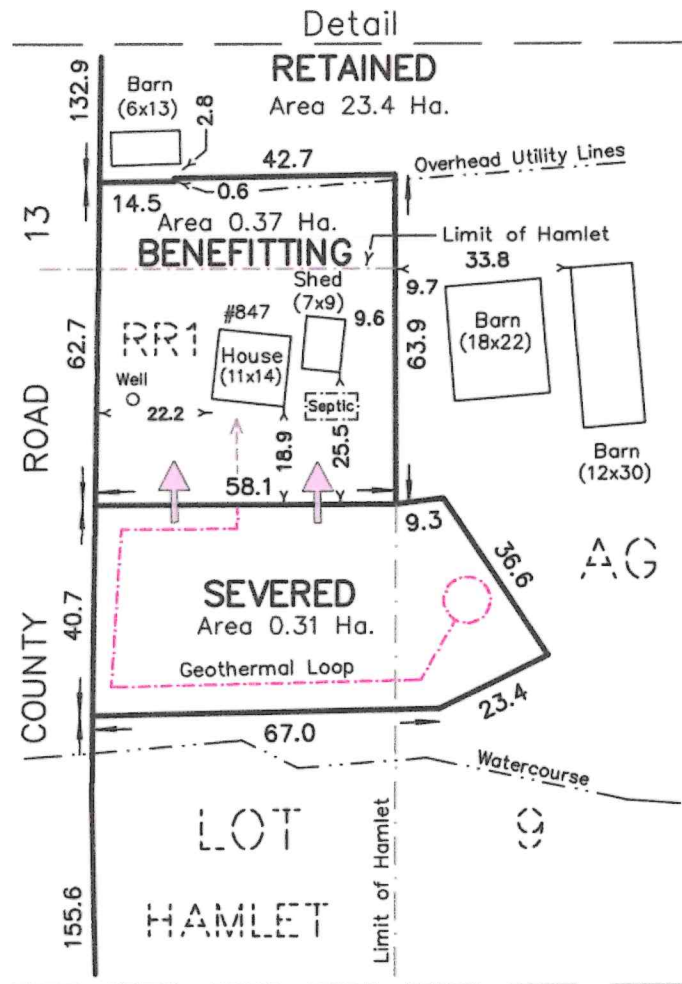 Detail
RETAINED
Area 23.4 Ha.
132.9
Barn
(6x13)
2.8
42.7
Overhead Utility Lines
0.6
14.5
Area 0.37 Ha.
BENEFITTING
Limit of Hamlet
33.8
Shed
(7x9)
9.6
9.7
63.9
Barn
(18x22)
Barn
(12x30)
#847
House
(11x14)
RR1
Well
22.2
Septic
18.9
25.5
62.7
58.1
9.3
36.6
AG
SEVERED
Area 0.31 Ha.
Geothermal Loop
40.7
23.4
67.0
Watercourse
COUNTY ROAD 13
LOT 9
HAMLET
Limit of Hamlet
155.6